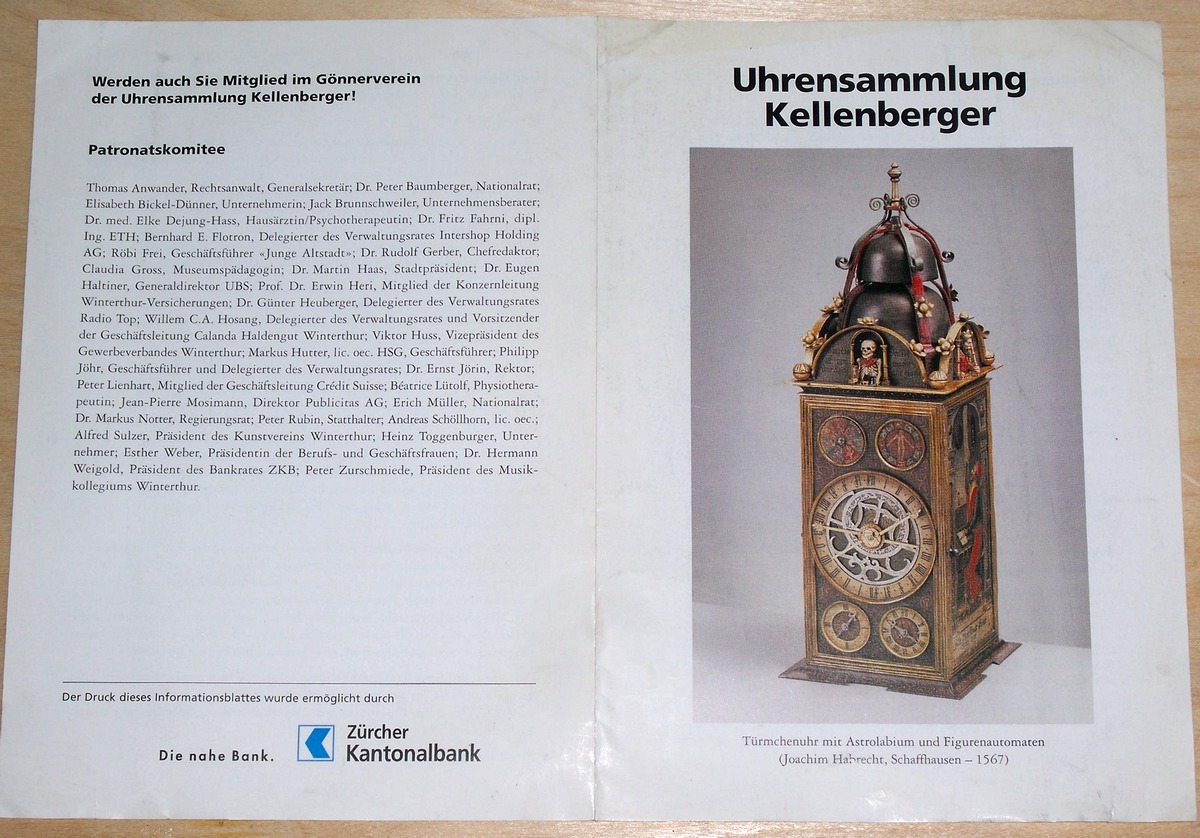 Werden auch Sie Mitglied im Gönnerverein
der Uhrensammlung Kellenberger!
Patronatskomitee
Thomas Anwander, Rechtsanwalt, Generalsekretär; Dr. Peter Baumberger, Nationalrat;
Elisabeth Bickel-Dünner, Unternehmerin; Jack Brunnschweiler, Unternehmensberater;
Dr. med. Elke Dejung-Hass, Hausärztin/Psychotherapeutin; Dr. Fritz Fahrni, dipl.
Ing. ETH; Bernhard E. Flotron, Delegierter des Verwaltungsrates Intershop Holding
AG; Röbi Frei, Geschäftsführer «Junge Altstadt»; Dr. Rudolf Gerber, Chefredaktor;
Claudia Gross, Museumspädagogin; Dr. Martin Haas, Stadtpräsident; Dr. Eugen
Haltiner, Generaldirektor UBS; Prof. Dr. Erwin Heri, Mitglied der Konzernleitung
Winterthur-Versicherungen; Dr. Günter Heuberger, Delegierter des Verwaltungsrates
Radio Top; Willem C.A. Hosang, Delegierter des Verwaltungsrates und Vorsitzender
der Geschäftsleitung Calanda Haldengut Winterthur; Viktor Huss, Vizepräsident des
Gewerbeverbandes Winterthur; Markus Hutter, lic. oec. HSG, Geschäftsführer; Philipp
Jöhr, Geschäftsführer und Delegierter des Verwaltungsrates; Dr. Ernst Jörin, Rektor;
Peter Lienhart, Mitglied der Geschäftsleitung Crédit Suisse; Béatrice Lütolf, Physiothera-
peutin; Jean-Pierre Mosimann, Direktor Publicitas AG; Erich Müller, Nationalrat;
Dr. Markus Notter, Regierungsrat; Peter Rubin, Statthalter; Andreas Schöllhorn, lic. oec.;
Alfred Sulzer, Präsident des Kunstvereins Winterthur; Heinz Toggenburger, Unter-
nehmer; Esther Weber, Präsidentin der Berufs- und Geschäftsfrauen; Dr. Hermann
Weigold, Präsident des Bankrates ZKB; Peter Zurschmiede, Präsident des Musik-
kollegiums Winterthur.
Der Druck dieses Informationsblattes wurde ermöglicht durch
Die nahe Bank.
Zürcher
Kantonalbank
Uhrensammlung
Kellenberger
Türmchenuhr mit Astrolabium und Figurenautomaten
(Joachim Habrecht, Schaffhausen – 1567)